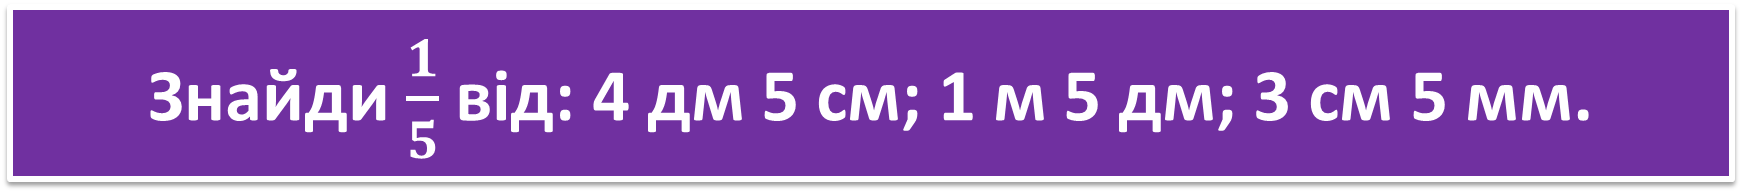 Знайди 1/5 від: 4 дм 5 см; 1 м 5 дм; 3 см 5 мм.